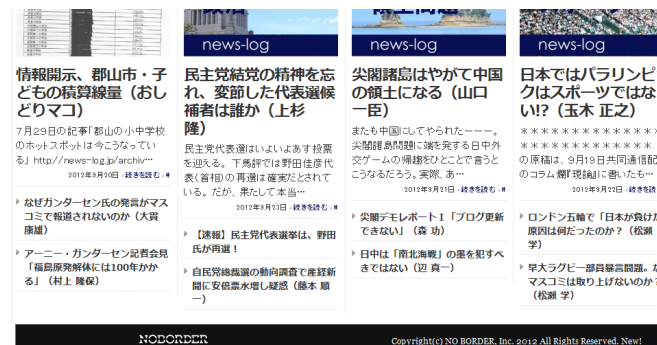 news-log
news-log
news-log
情報開示、郡山市・子
どもの積算線量（おし
どりマコ）
7月29日の記事「郡山の小中学校
のホットスポットは今こうなってい
る」http://news-log.jp/archiv…
2012年9月20日 - 続きを読む - #
なぜガンダーセン氏の発言がマス
コミで報道されないのか（大貫
康雄）
アーニー・ガンダーセン記者会見
「福島原発解体には100年かか
る」（村上 隆保）
民主党結党の精神を忘
れ、変節した代表選候
補者は誰か（上杉
隆）
民主党代表選はいよいよあす投票
を迎える。下馬評では野田佳彦代
表（首相）の再選は確実だとされて
いる。だが、果たして本当…
2012年9月20日 - 続きを読む - #
【速報】民主党代表選挙は、野田
氏が再選！
自民党総裁選の動向調査で産経新
聞に安倍票水増し疑惑（藤本 順
一）
尖閣諸島はやがて中国
の領土になる（山口
一臣）
またも中国にしてやられたーーー。
尖閣諸島問題に端を発する日中外
交ゲームの帰趨をひとことで言うと
こうなるだろう。実際、あ…
2012年9月21日 - 続きを読む - #
尖閣デモレポートⅠ「ブログ更新
できない」（森 功）
日中は「南北海戦」の愚を犯すべ
きではない（辺 真一）
日本ではパラリンピ
クはスポーツではな
い!?（玉木 正之）
＊＊＊＊＊＊＊＊＊＊＊＊＊
＊＊＊＊＊＊＊＊＊＊＊＊
の原稿は、9月19日共同通信配
のコラム欄『現論』に書いたも…
2012年9月22日 - 続きを読
ロンドン五輪で「日本が負けた
原因は何だったのか？（松瀬
学）
早大ラグビー部員暴言問題。な
マスコミは取り上げないのか？
（松瀬 学）
NOBORDER
Copyright(c) NO BORDER, Inc. 2012 All Rights Reserved. New!